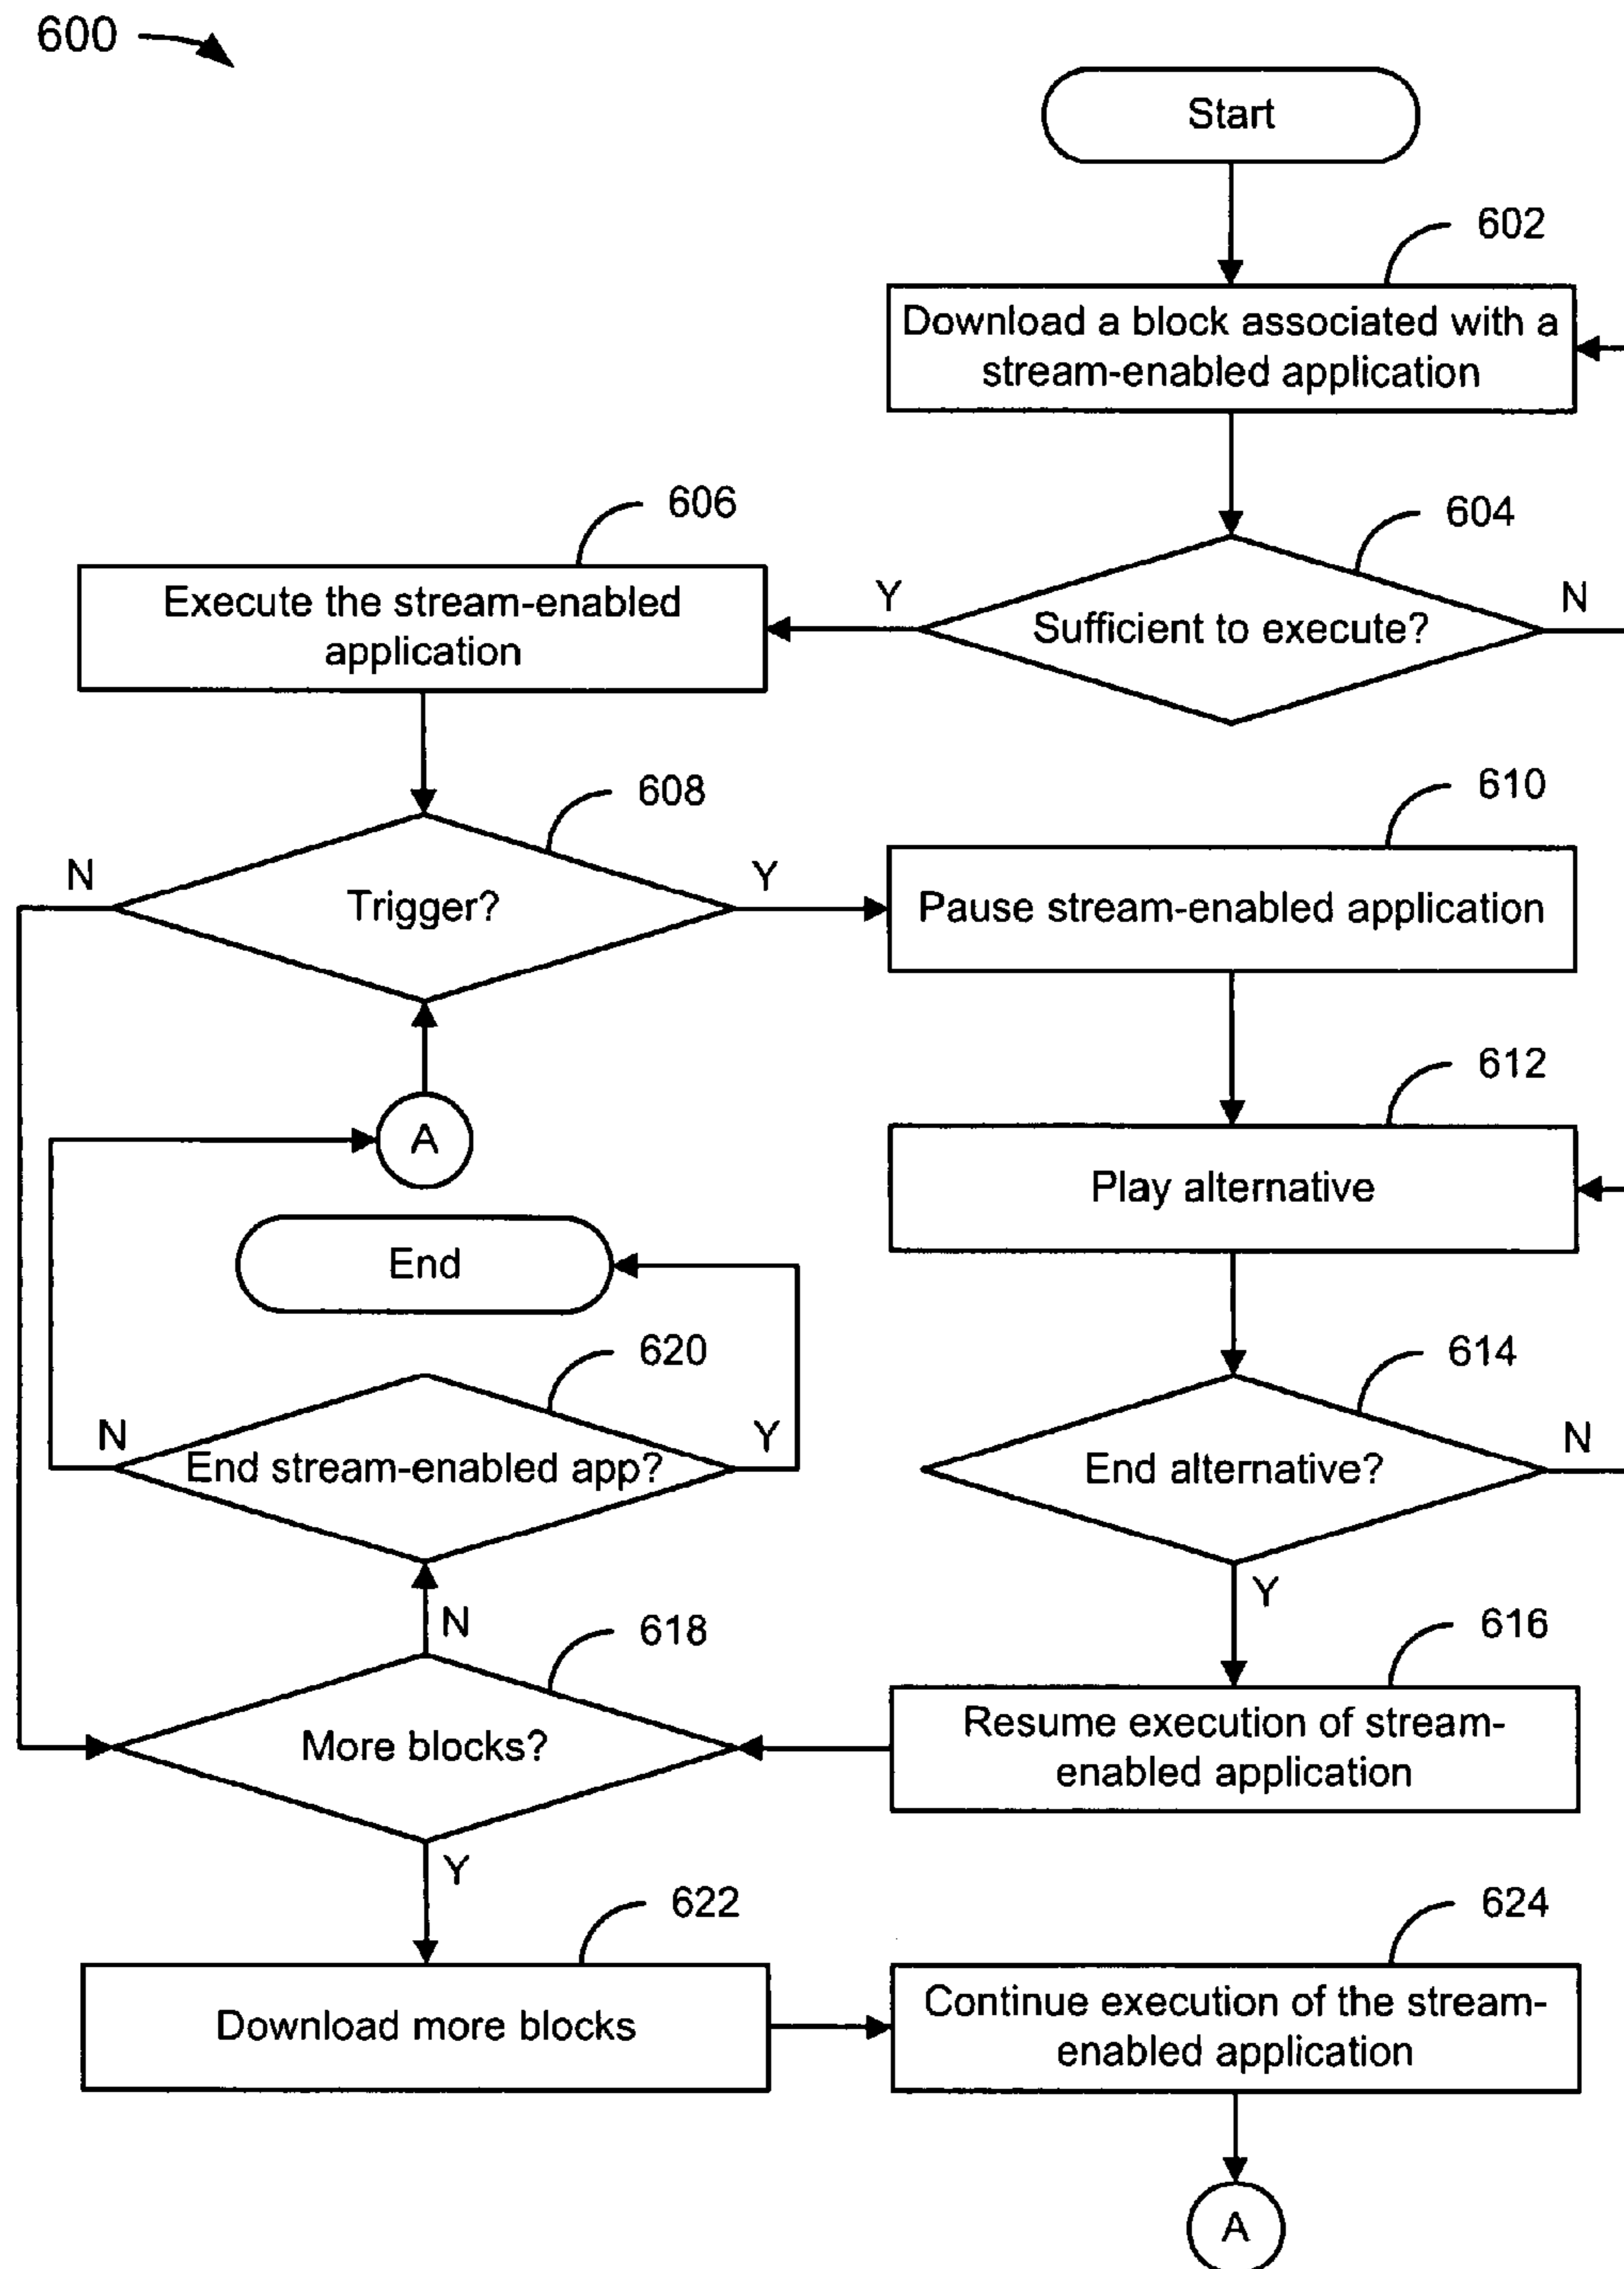 600
Start
602
Download a block associated with a
stream-enabled application
604
Sufficient to execute?
Y
N
606
Execute the stream-enabled
application
608
Trigger?
N
Y
610
Pause stream-enabled application
612
Play alternative
A
End
614
End alternative?
N
Y
620
End stream-enabled app?
N
Y
616
Resume execution of stream-
enabled application
618
More blocks?
N
Y
622
Download more blocks
624
Continue execution of the stream-
enabled application
A